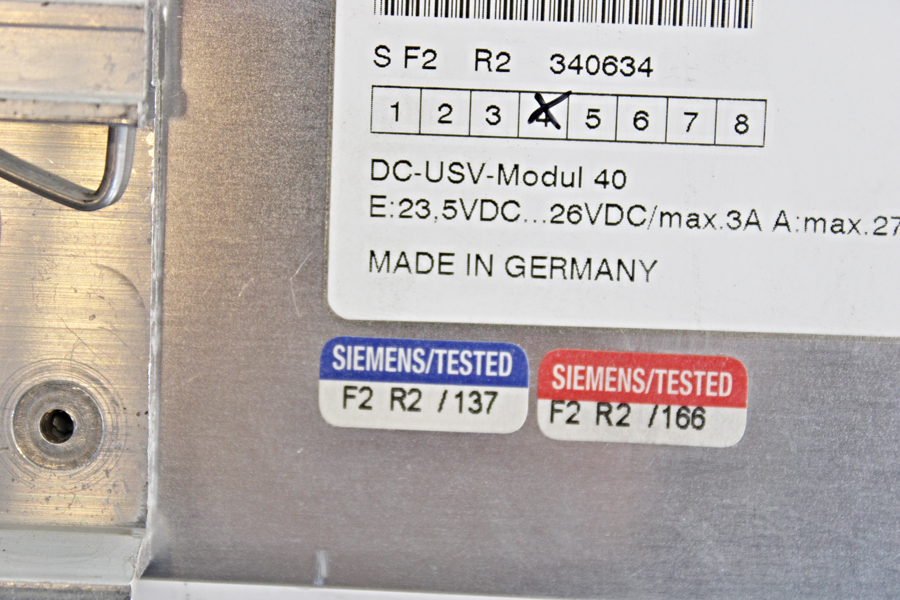 S F2 R2 340634
1 2 3 4 5 6 7 8
DC-USV-Modul 40
E:23,5VDC...26VDC/max.3A A:max.27
MADE IN GERMANY
SIEMENS/TESTED
F2 R2 /137
SIEMENS/TESTED
F2 R2 /166